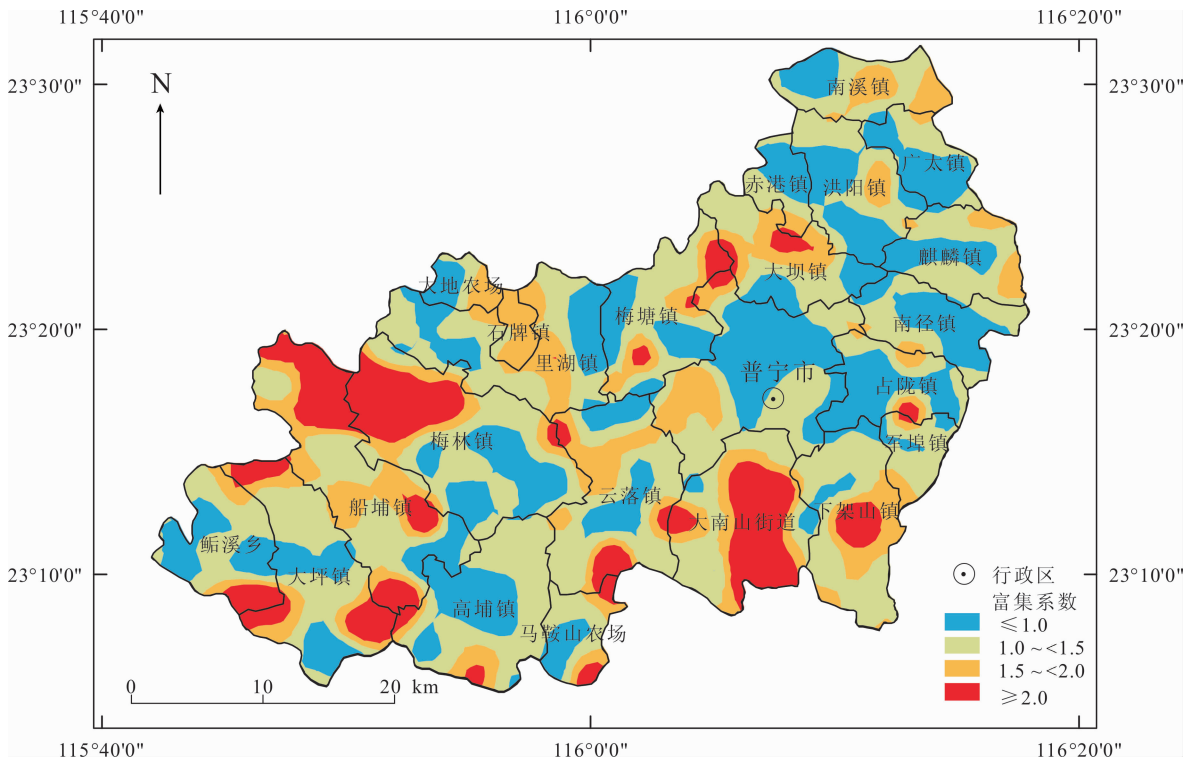 115°40′0″
116°0′0″
116°20′0″
23°30′0″
23°30′0″
N
南溪镇
广太镇
赤港镇
洪阳镇
麒麟镇
大坝镇
大地农场
梅塘镇
南径镇
23°20′0″
23°20′0″
石牌镇
里湖镇
普宁市
占陇镇
梅林镇
军埠镇
云落镇
船埔镇
大南山街道
下架山镇
鲘溪乡
大坪镇
23°10′0″
23°10′0″
高埔镇
马鞍山农场
行政区
富集系数
≤1.0
1.0～<1.5
1.5～<2.0
≥2.0
0 10 20 km
115°40′0″
116°0′0″
116°20′0″